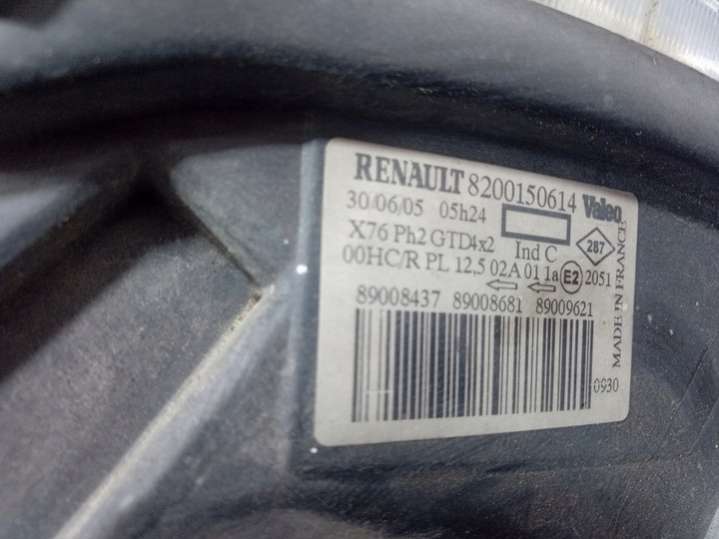 RENAULT 8200150614 Valeo
30/06/05 05h24
X76 Ph2 GTD4x2 Ind C 287
00HC/R PL 12,5 02A 01 1a E2 2051
89008437 89008681 89009621
0930
MADE IN FRANCE